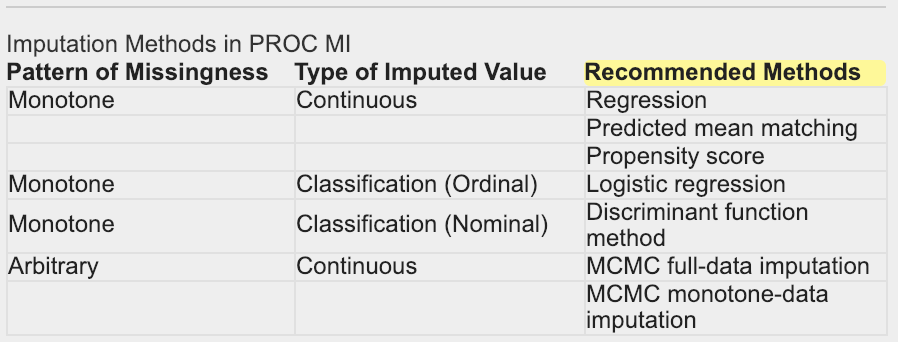 Imputation Methods in PROC MI
Pattern of Missingness Type of Imputed Value Recommended Methods
Monotone Continuous Regression
Predicted mean matching
Propensity score
Monotone Classification (Ordinal) Logistic regression
Monotone Classification (Nominal) Discriminant function
method
Arbitrary Continuous MCMC full-data imputation
MCMC monotone-data
imputation